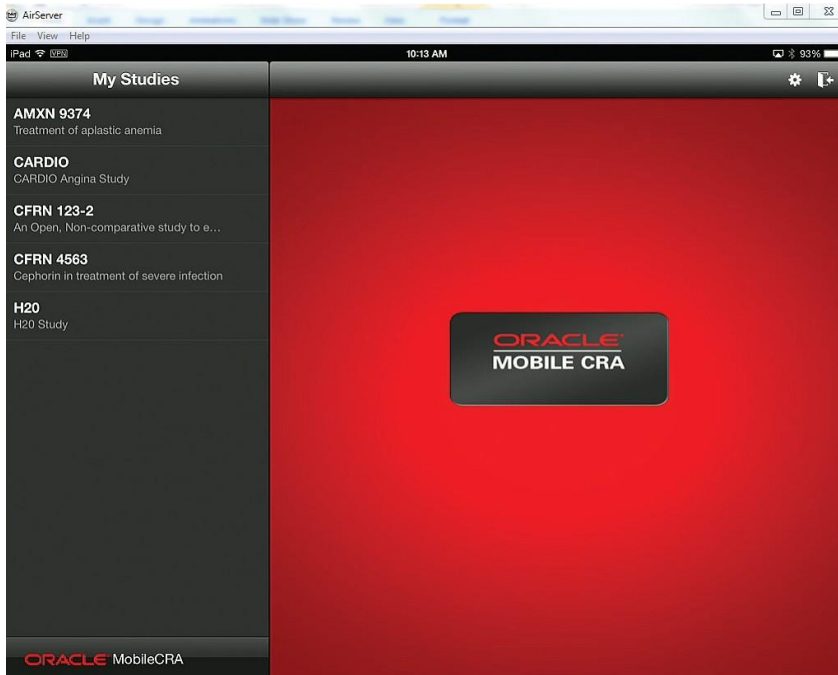 AirServer
File View Help
iPad VPN 10:13 AM 93%
My Studies
AMXN 9374
Treatment of aplastic anemia
CARDIO
CARDIO Angina Study
CFRN 123-2
An Open, Non-comparative study to e...
CFRN 4563
Cephorin in treatment of severe infection
H20
H20 Study
ORACLE
MOBILE CRA
ORACLE MobileCRA